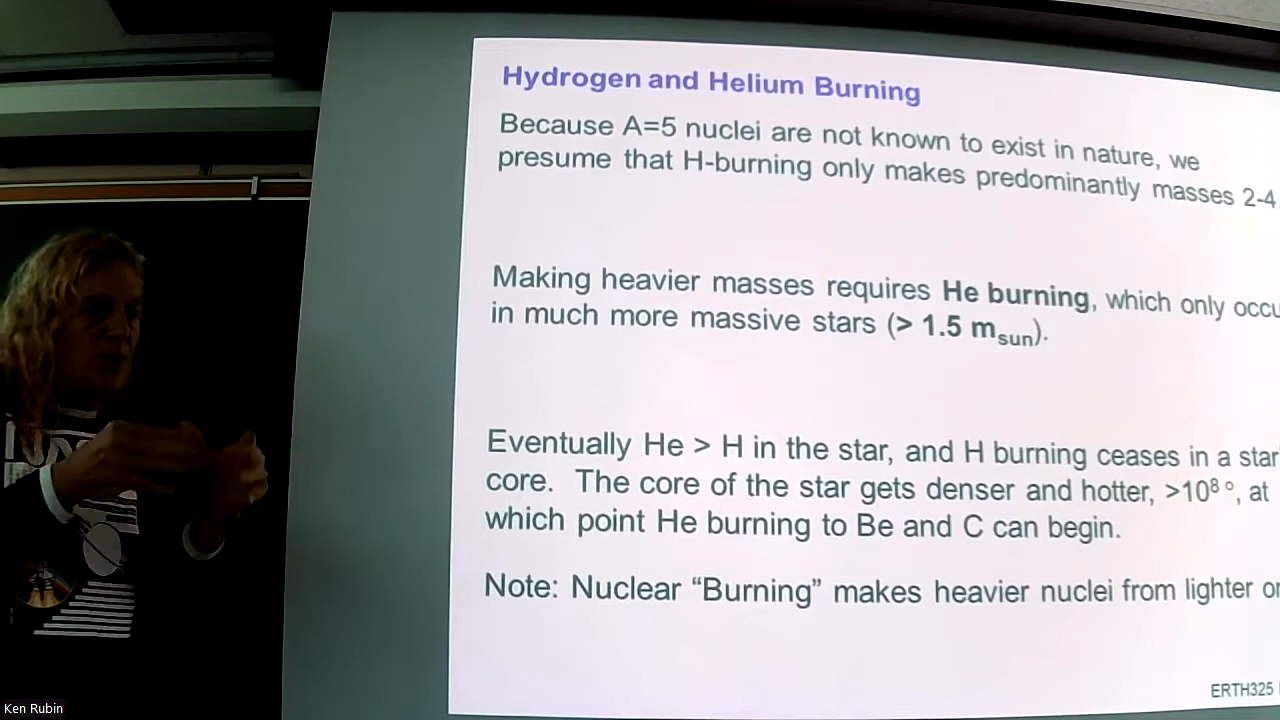 Hydrogen and Helium Burning
Because A=5 nuclei are not known to exist in nature, we
presume that H-burning only makes predominantly masses 2-4
Making heavier masses requires He burning, which only occu
in much more massive stars (> 1.5 msun).
Eventually He > H in the star, and H burning ceases in a star
core. The core of the star gets denser and hotter, >10⁸ °, at
which point He burning to Be and C can begin.
Note: Nuclear “Burning” makes heavier nuclei from lighter
ERTH325
Ken Rubin